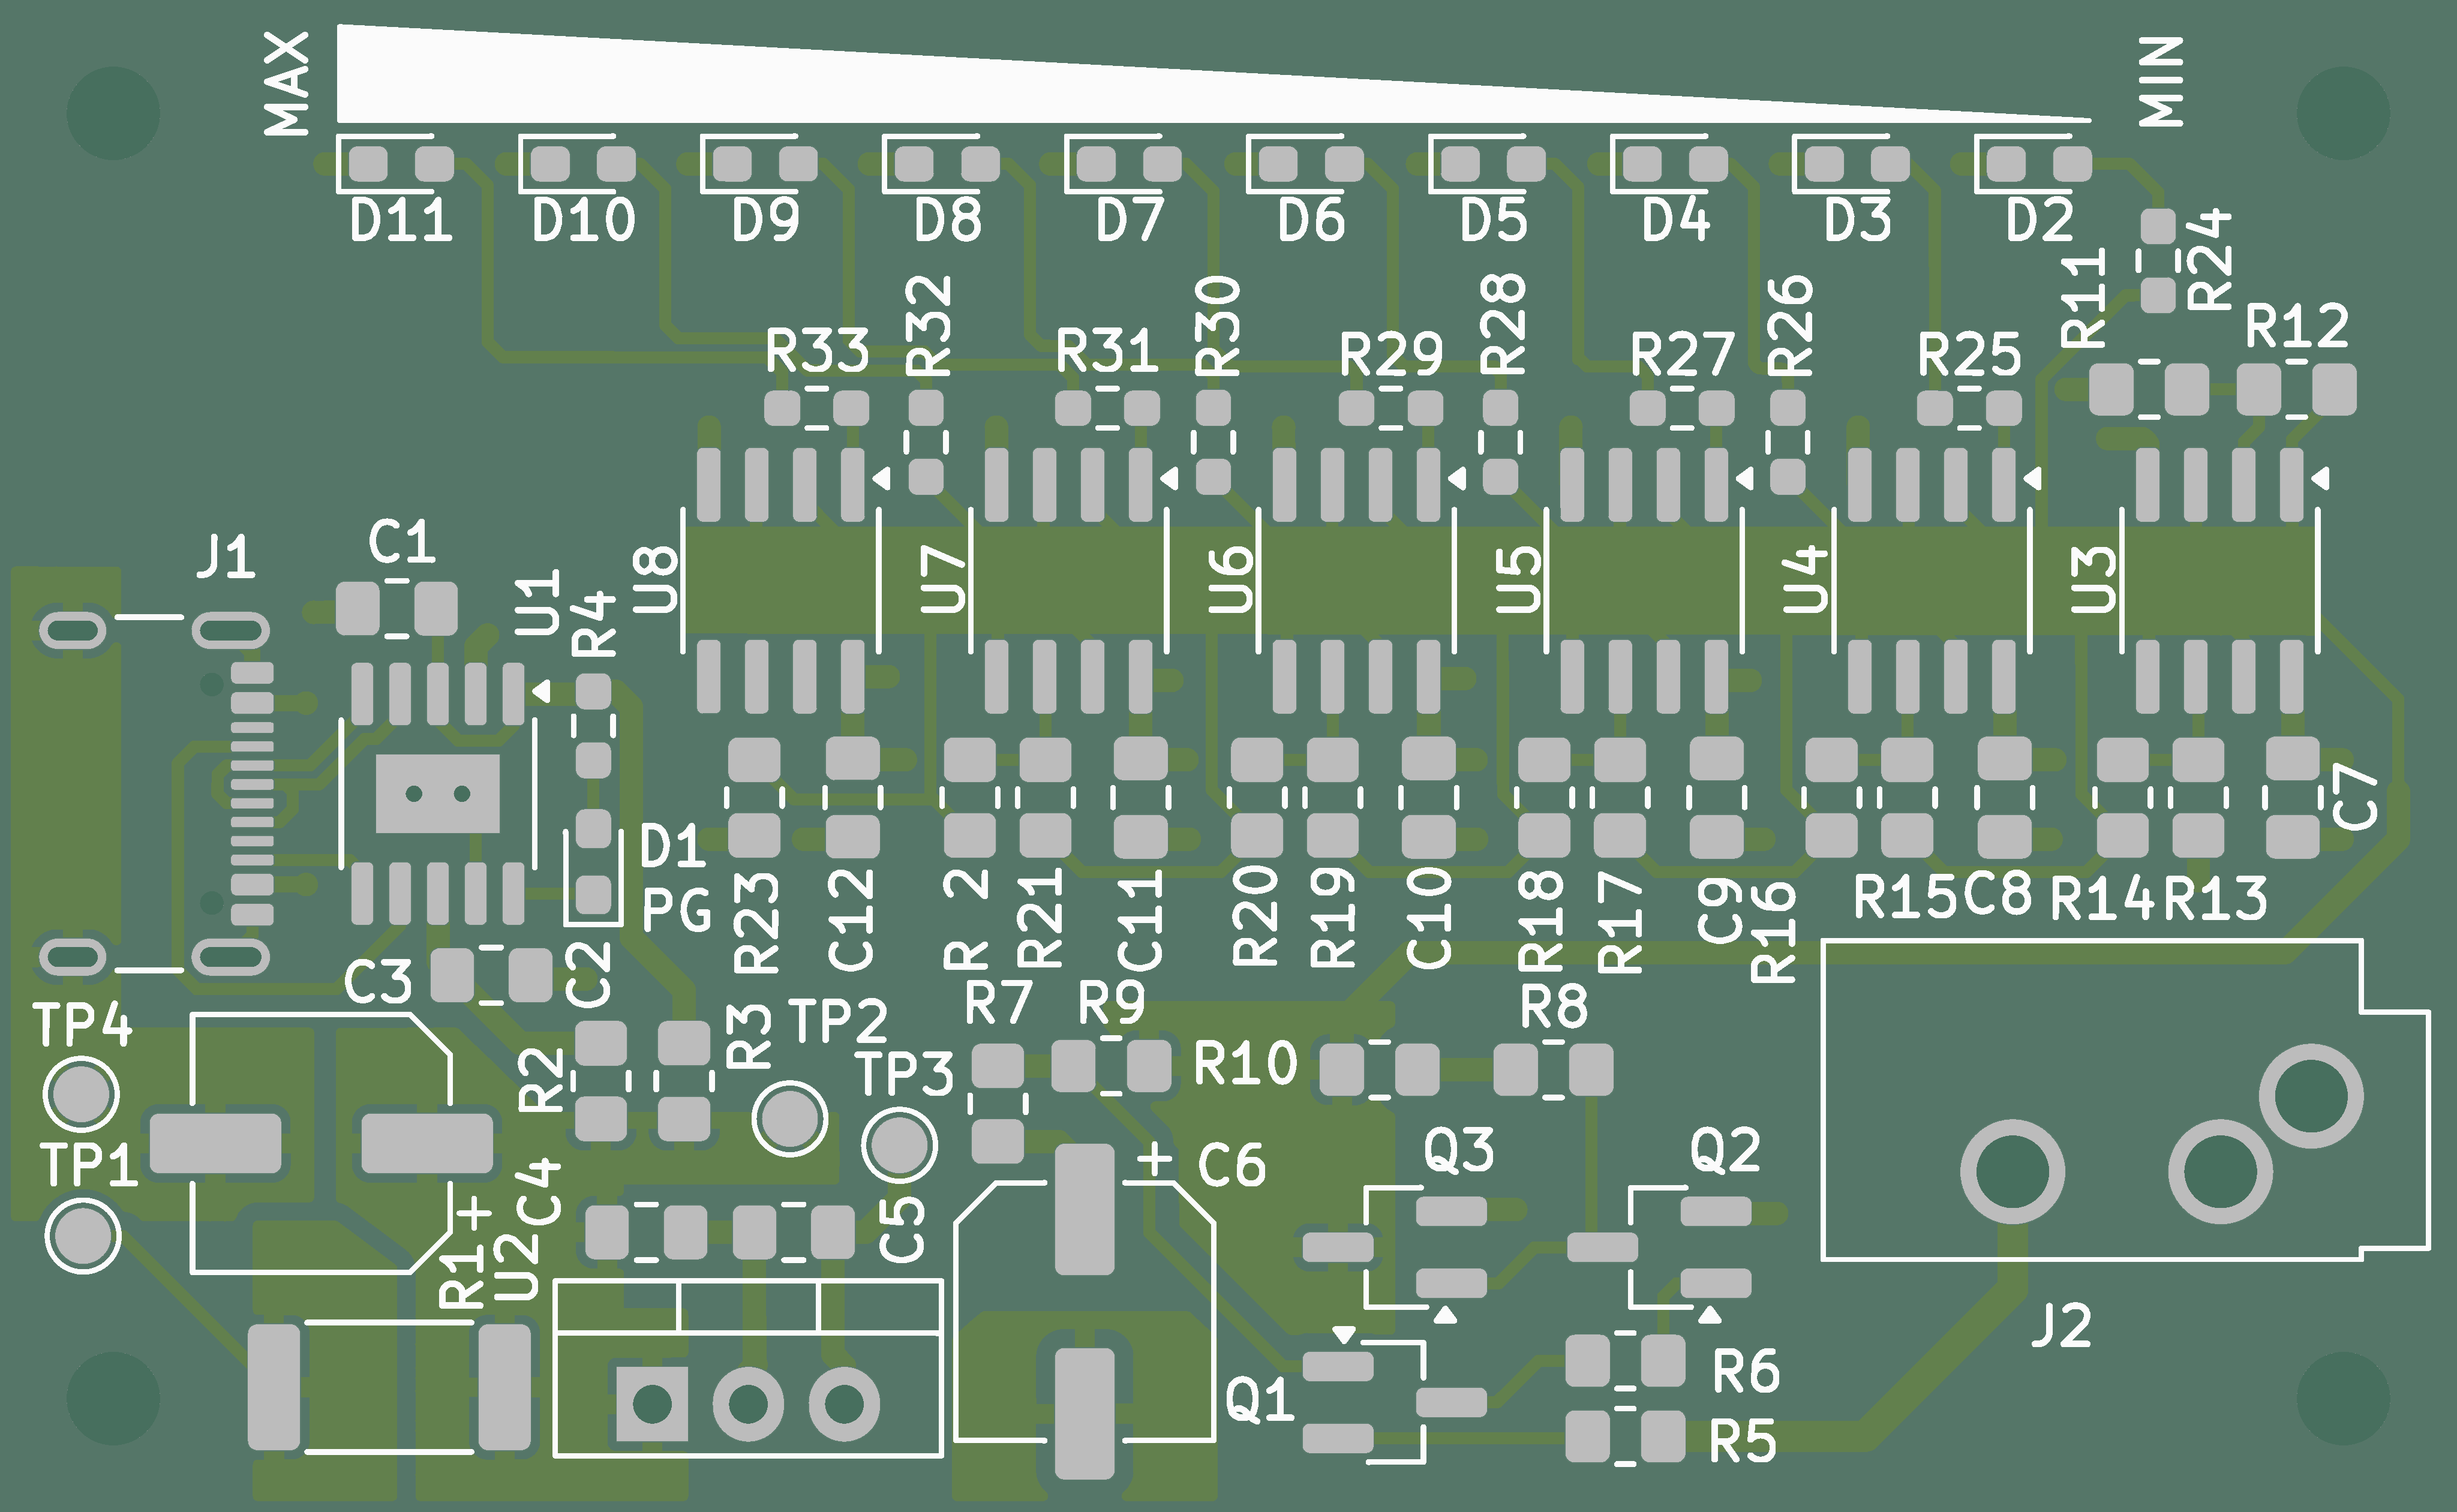 MAX
MIN
D11 D10 D9 D8 D7 D6 D5 D4 D3 D2
R24
R11
R12
R33 R32 R31 R30 R29 R28 R27 R26 R25
J1 C1 U1 R4
U8 U7 U6 U5 U4 U3
C7
D1
PG
R23 C12 R 2 R21 C11 R20 R19 C10 R18 R17 C9 R16 R15 C8 R14 R13
C3 C2
TP4 R2 R3 TP2 TP3 R7 R9 R10 R8
TP1 + C4 C5 + C6 Q3 Q2
R1 U2
J2
Q1 R6
R5